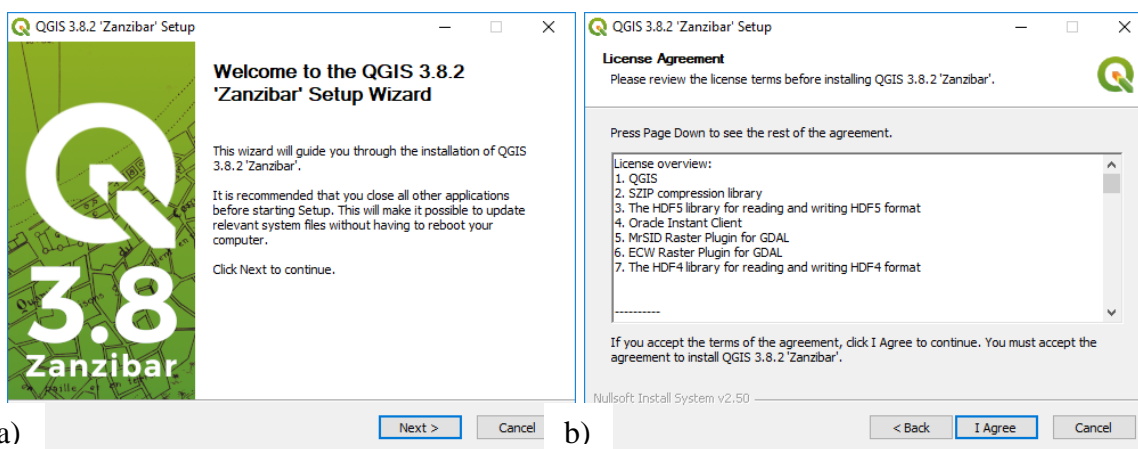 QGIS 3.8.2 'Zanzibar' Setup
Welcome to the QGIS 3.8.2
'Zanzibar' Setup Wizard
This wizard will guide you through the installation of QGIS
3.8.2 'Zanzibar'.
It is recommended that you close all other applications
before starting Setup. This will make it possible to update
relevant system files without having to reboot your
computer.
Click Next to continue.
3.8
Zanzibar
Next >
Cancel
a)
QGIS 3.8.2 'Zanzibar' Setup
License Agreement
Please review the license terms before installing QGIS 3.8.2 'Zanzibar'.
Press Page Down to see the rest of the agreement.
License overview:
1. QGIS
2. SZIP compression library
3. The HDF5 library for reading and writing HDF5 format
4. Oracle Instant Client
5. MrSID Raster Plugin for GDAL
6. ECW Raster Plugin for GDAL
7. The HDF4 library for reading and writing HDF4 format
----------
If you accept the terms of the agreement, click I Agree to continue. You must accept the
agreement to install QGIS 3.8.2 'Zanzibar'.
Nullsoft Install System v2.50
< Back
I Agree
Cancel
b)